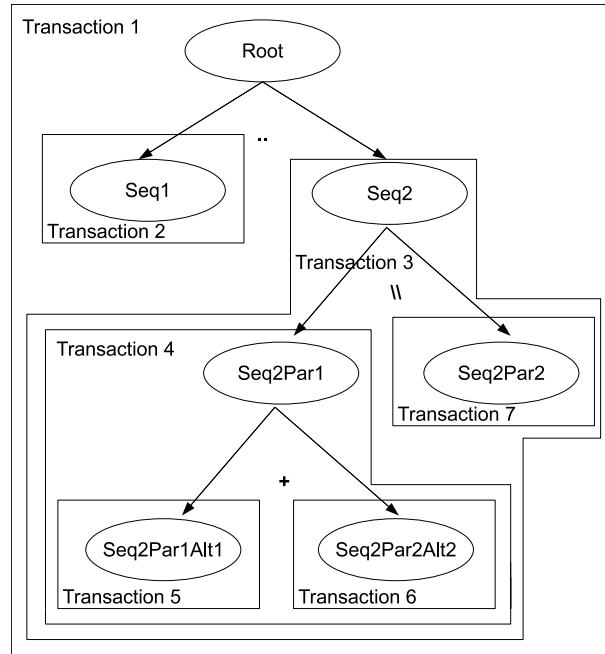 Transaction 1
Root
..
Seq1
Seq2
Transaction 2
Transaction 3
\\
Transaction 4
Seq2Par1
Seq2Par2
Transaction 7
+
Seq2Par1Alt1
Seq2Par2Alt2
Transaction 5
Transaction 6